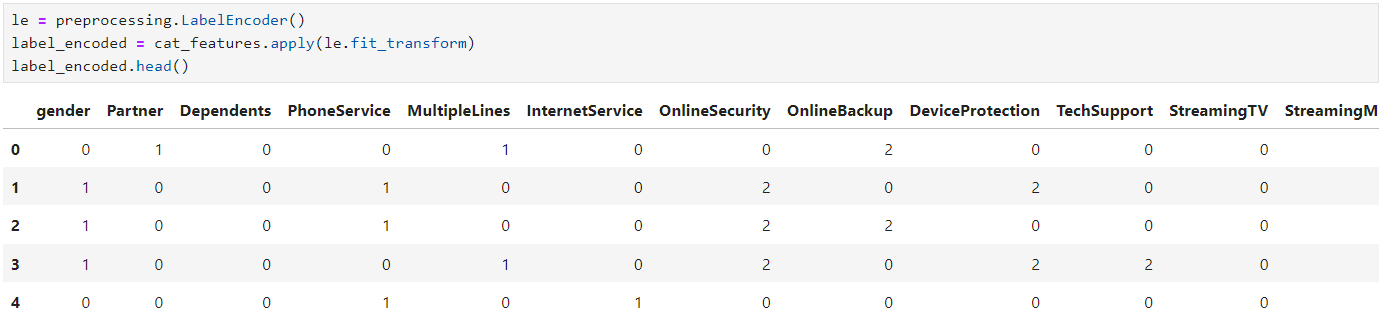 le = preprocessing.LabelEncoder()
label_encoded = cat_features.apply(le.fit_transform)
label_encoded.head()
gender Partner Dependents PhoneService MultipleLines InternetService OnlineSecurity OnlineBackup DeviceProtection TechSupport StreamingTV StreamingM
0 0 1 0 0 1 0 0 2 0 0 0
1 1 0 0 1 0 0 2 0 2 0 0
2 1 0 0 1 0 0 2 2 0 0 0
3 1 0 0 0 1 0 2 0 2 2 0
4 0 0 0 1 0 1 0 0 0 0 0